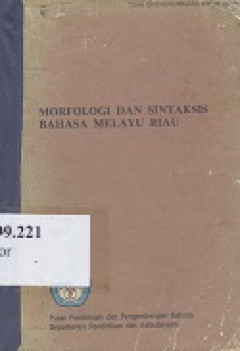 MORFOLOGI DAN SINTAKSIS
BAHASA MELAYU RIAU
99.221
or
Pusat Pembinaan dan Pengembangan Bahasa
Departemen Pendidikan dan Kebudayaan